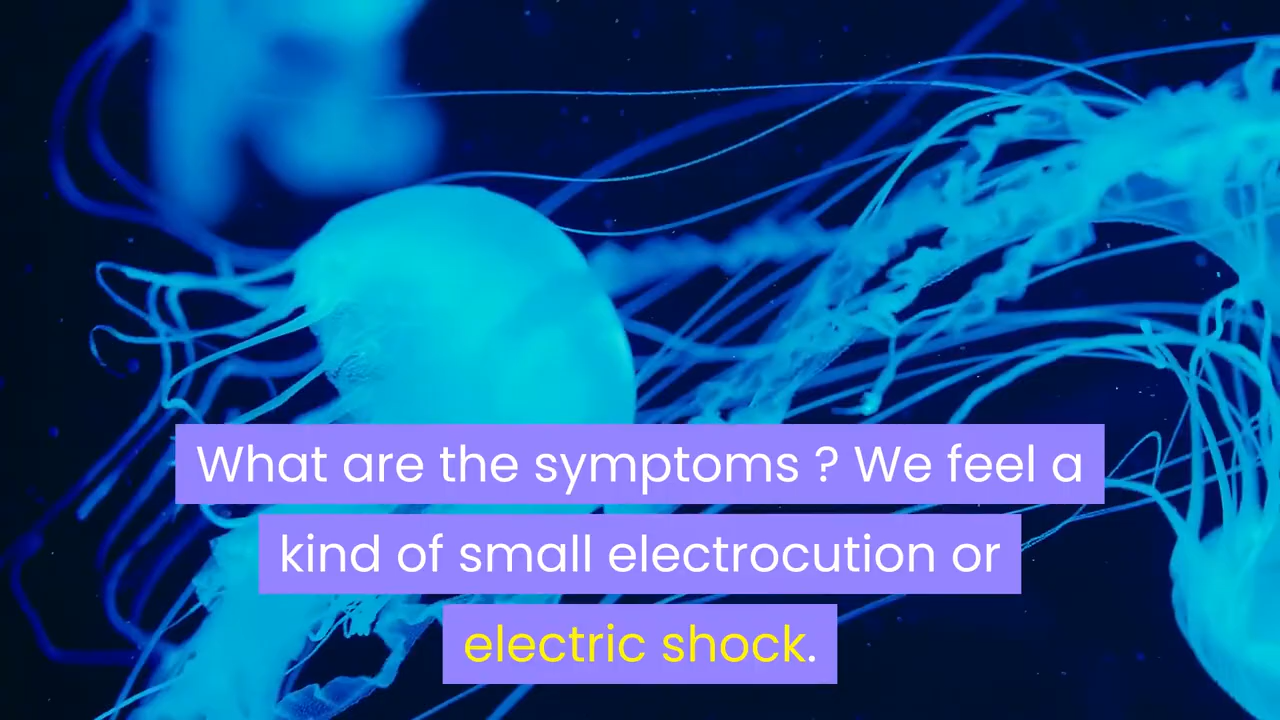 What are the symptoms ? We feel a
kind of small electrocution or
electric shock.